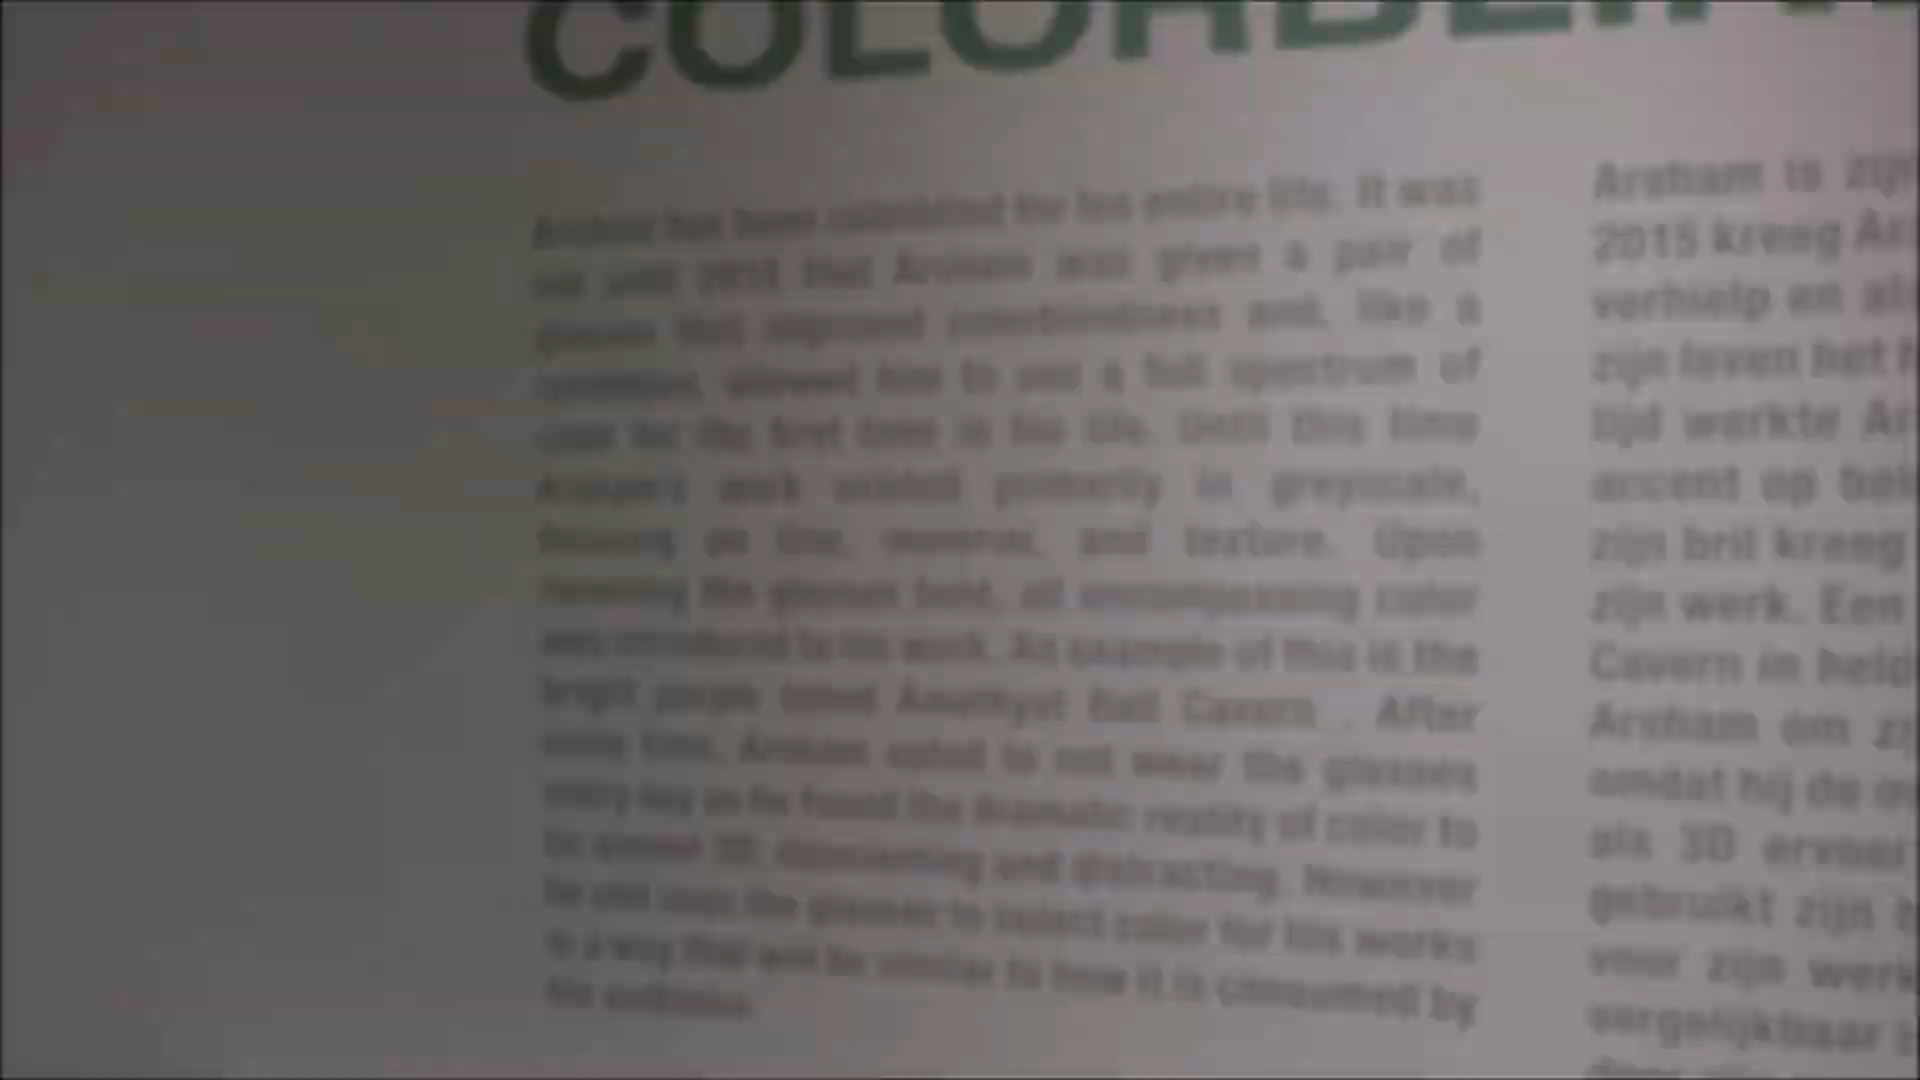 COLORBLIN
Arsham has been colorblind for his entire life. It was
not until 2015 that Arsham was given a pair of
glasses that colorblindness and, like a
allowed him to see a full spectrum of
color for the first time in his life. Until this time
Arsham's work existed primarily in greyscale,
focusing on line, material, and texture. Upon
receiving the glasses bold, all encompassing color
was introduced to his work. An example of this is the
bright purple tinted Amethyst Ball Cavern . After
some time, Arsham opted to not wear the glasses
every day as he found the dramatic reality of color to
be almost 3D, disorienting and distracting. However
he still uses the glasses to select color for his works
in a way that will be similar to how it is consumed by
his audience.
Arsham is zijn
2015 kreeg Ar
verhielp en als
zijn leven het
tijd werkte Ar
accent op bel
zijn bril kreeg
zijn werk. Een
Cavern in held
Arsham om zi
omdat hij de
als 3D ervaar
gebruikt zijn b
voor zijn werk
vergelijkbaar